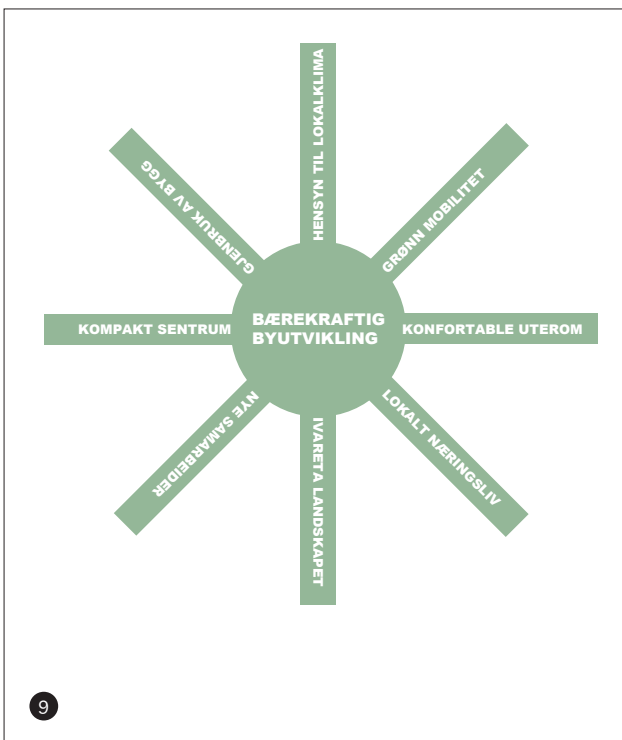 HENSYN TIL LOKALKLIMA
GRØNN MOBILITET
KONFORTABLE UTEROM
LOKALT NÆRINGSLIV
IVARETA LANDSKAPET
NYE SAMARBEIDER
KOMPAKT SENTRUM
GJENBRUK AV BYGG
BÆREKRAFTIG
BYUTVIKLING
9